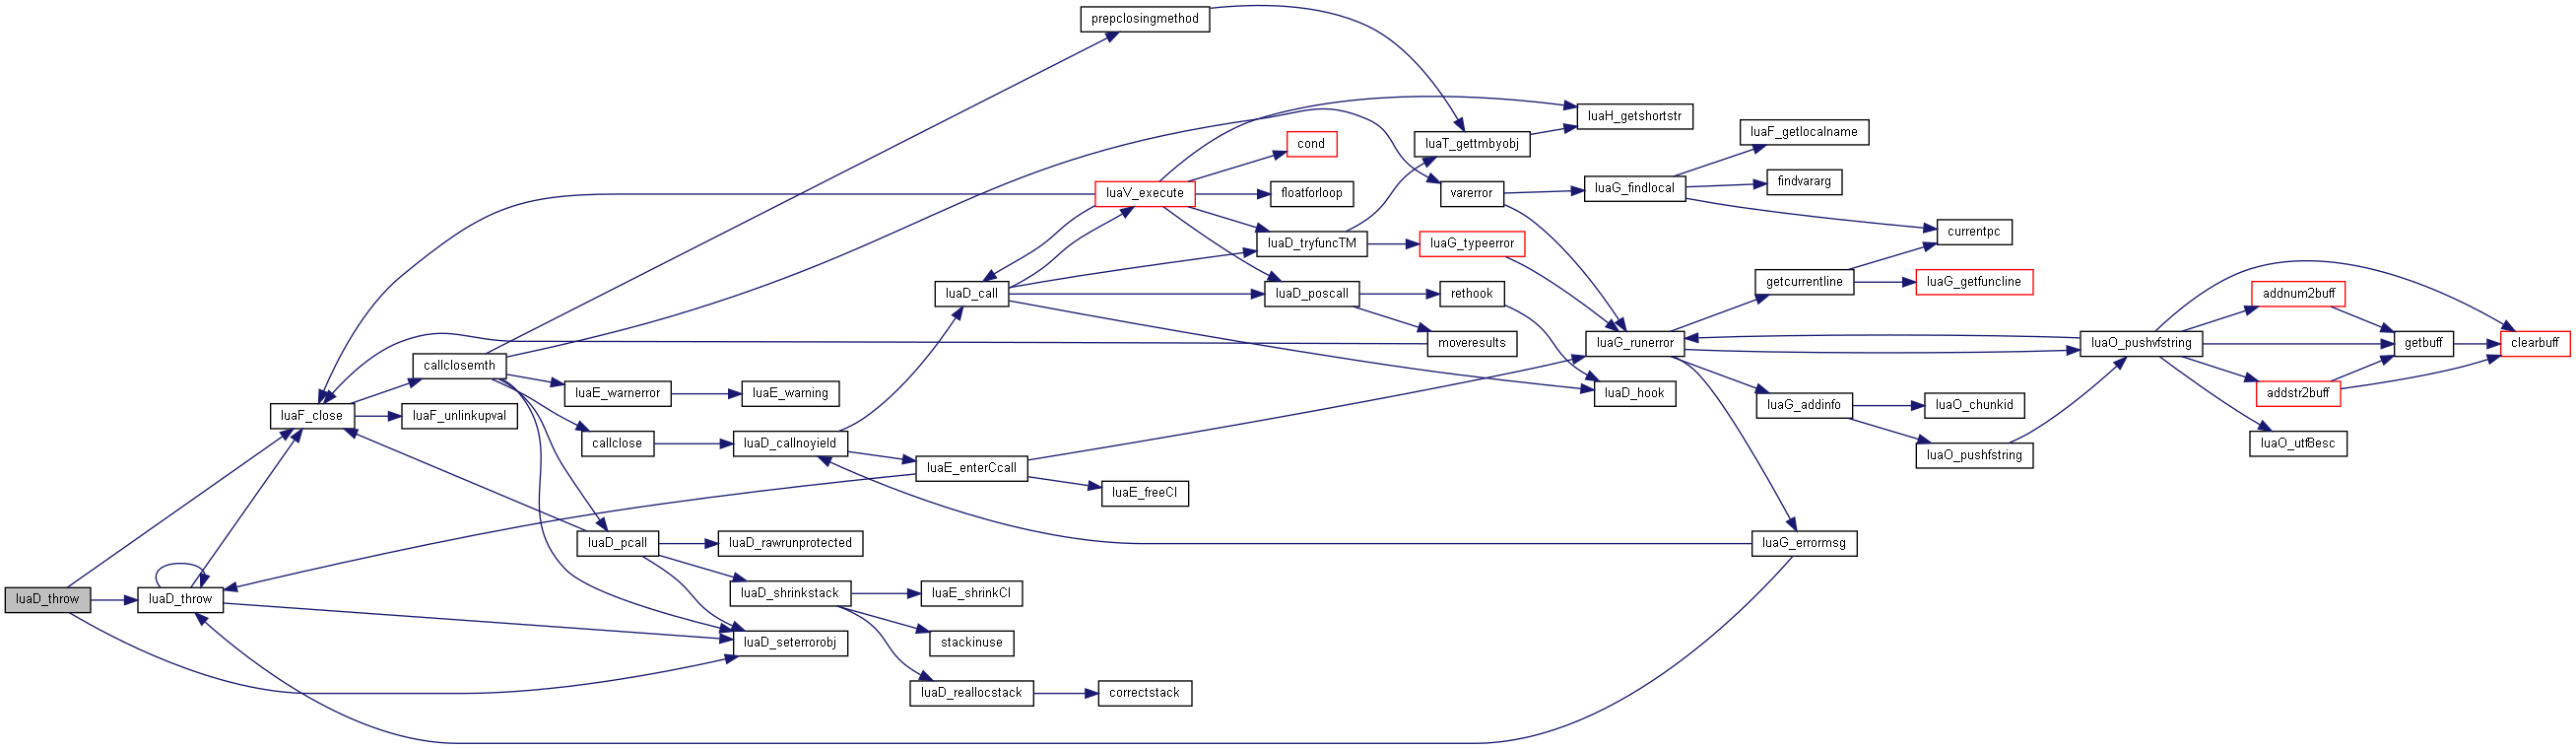 prepclosingmethod
luaH_getshortstr
luaF_getlocalname
cond
luaT_gettmbyobj
luaV_execute
floatforloop
varerror
luaG_findlocal
findvararg
luaD_tryfuncTM
luaG_typeerror
currentpc
luaD_call
luaD_poscall
rethook
getcurrentline
luaG_getfuncline
addnum2buff
moveresults
luaG_runerror
luaO_pushvfstring
getbuff
clearbuff
callclosemth
luaE_warnerror
luaE_warning
luaD_hook
addstr2buff
luaF_close
luaF_unlinkupval
luaG_addinfo
luaO_chunkid
callclose
luaD_callnoyield
luaO_utf8esc
luaO_pushfstring
luaE_enterCcall
luaE_freeCI
luaD_pcall
luaD_rawrunprotected
luaG_errormsg
luaD_throw
luaD_throw
luaD_shrinkstack
luaE_shrinkCI
luaD_seterrorobj
stackinuse
luaD_reallocstack
correctstack